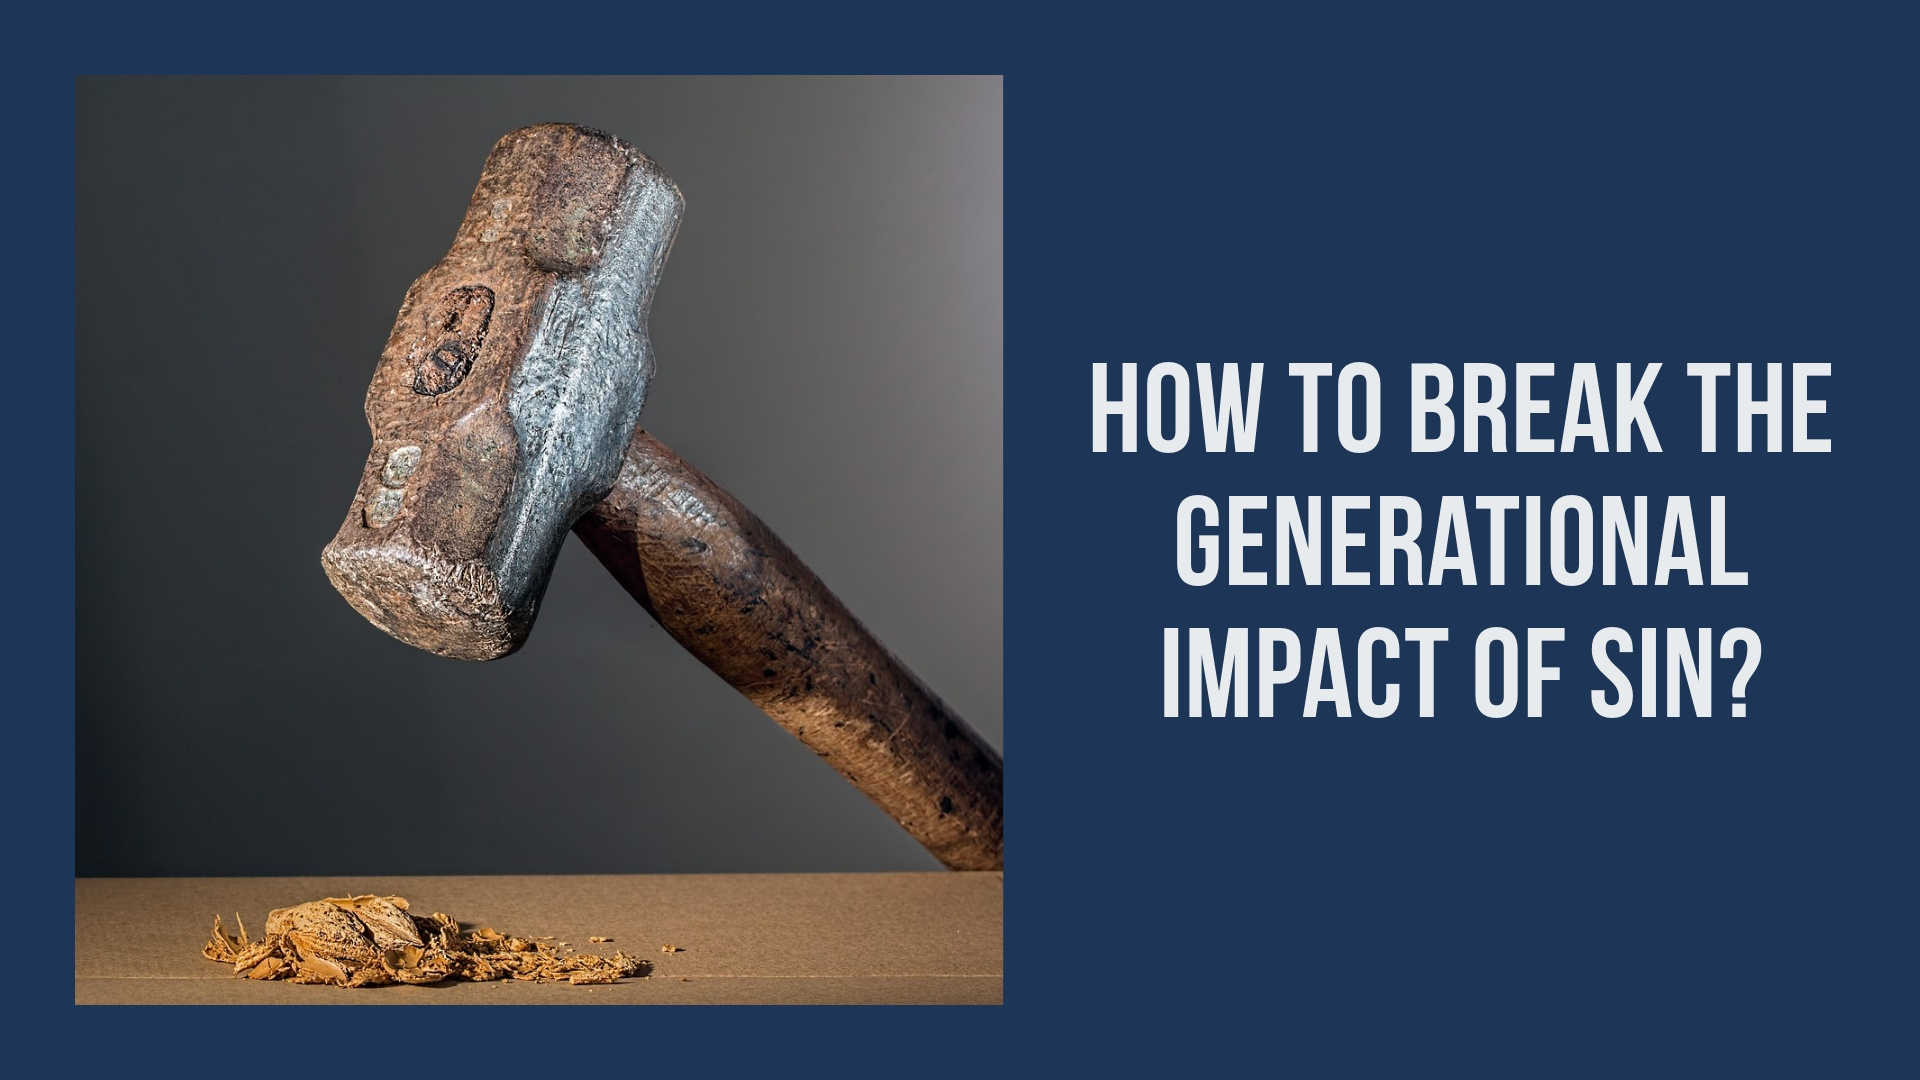 HOW TO BREAK THE
GENERATIONAL
IMPACT OF SIN?